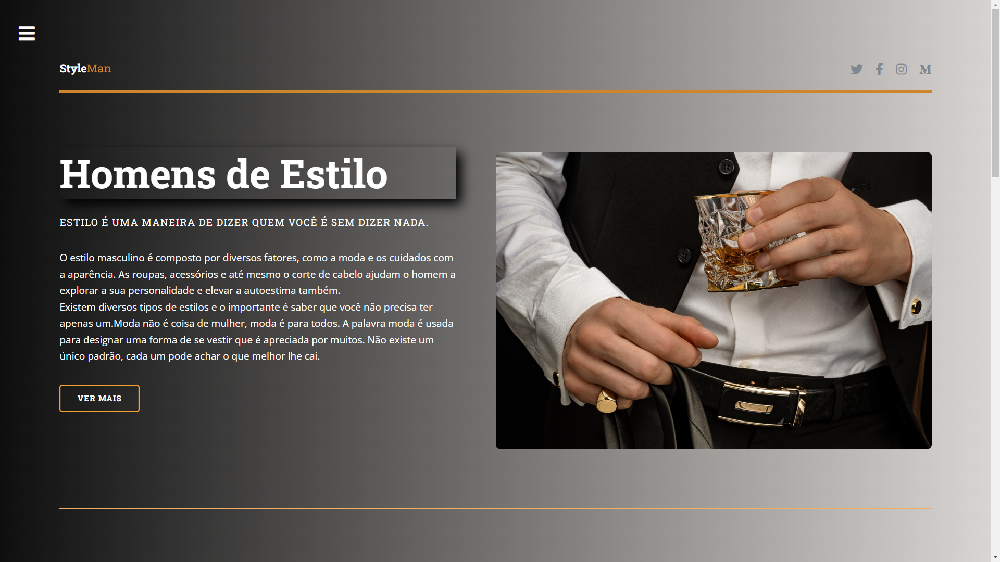 StyleMan
Homens de Estilo
ESTILO É UMA MANEIRA DE DIZER QUEM VOCÊ É SEM DIZER NADA.
O estilo masculino é composto por diversos fatores, como a moda e os cuidados com
a aparência. As roupas, acessórios e até mesmo o corte de cabelo ajudam o homem a
explorar a sua personalidade e elevar a autoestima também.
Existem diversos tipos de estilos e o importante é saber que você não precisa ter
apenas um.Moda não é coisa de mulher, moda é para todos. A palavra moda é usada
para designar uma forma de se vestir que é apreciada por muitos. Não existe um
único padrão, cada um pode achar o que melhor lhe cai.
VER MAIS